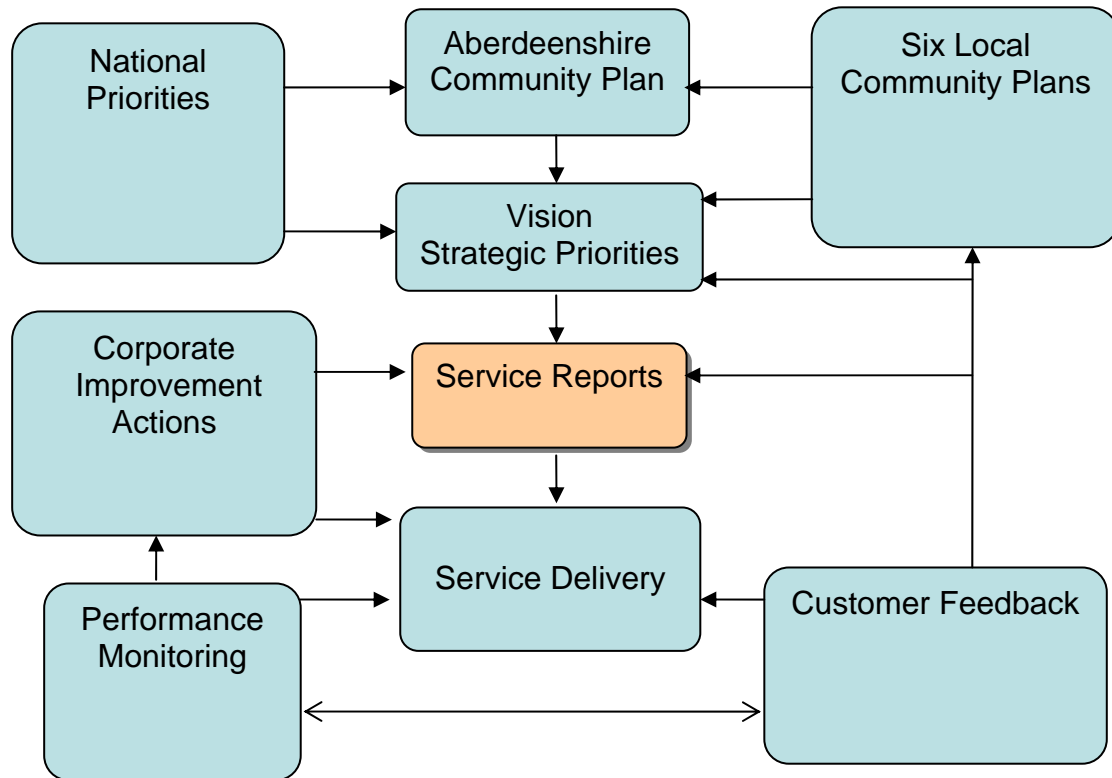 National
Priorities
Aberdeenshire
Community Plan
Six Local
Community Plans
Vision
Strategic Priorities
Corporate
Improvement
Actions
Service Reports
Service Delivery
Performance
Monitoring
Customer Feedback